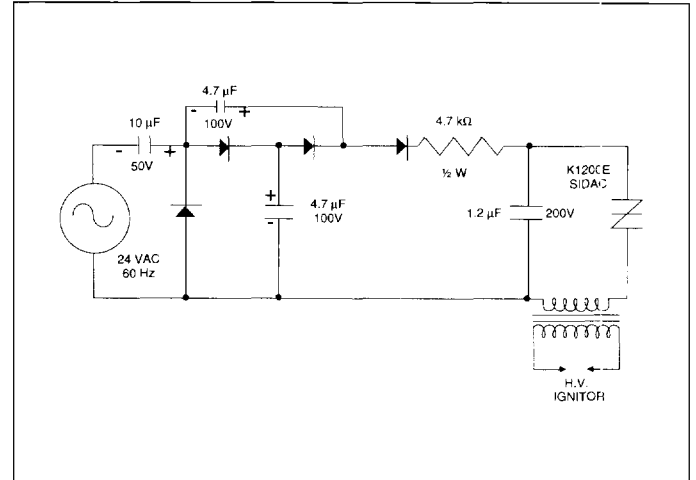 4.7 µF
100V
- +
10 µF
- +
50V
4.7 kΩ
½ W
K1200E
SIDAC
+
4.7 µF
100V
-
1.2 µF
200V
24 VAC
60 Hz
H.V.
IGNITOR